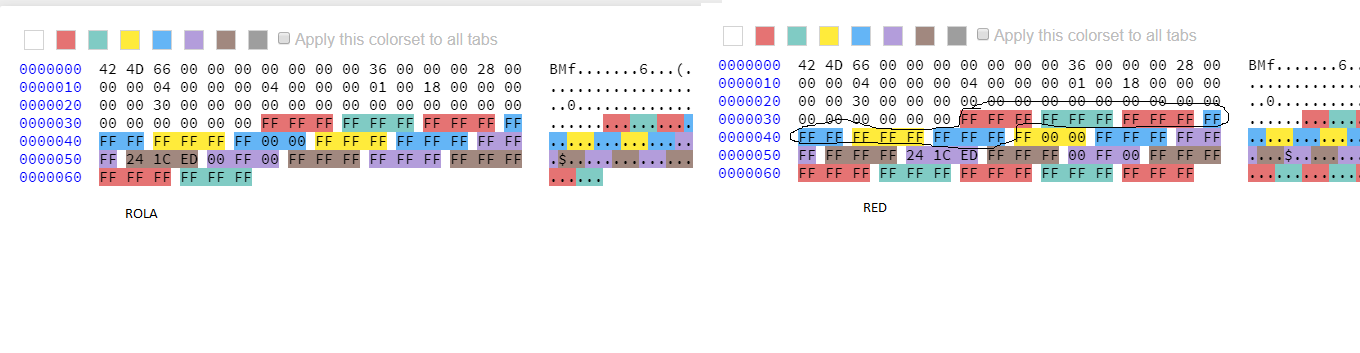 Apply this colorset to all tabs
0000000 42 4D 66 00 00 00 00 00 00 00 36 00 00 00 28 00 BMf.......6...(.
0000010 00 00 04 00 00 00 04 00 00 00 01 00 18 00 00 00 ................
0000020 00 00 30 00 00 00 00 00 00 00 00 00 00 00 00 00 ..0.............
0000030 00 00 00 00 00 00 FF FF FF FF FF FF FF FF FF FF ................
0000040 FF FF FF FF FF FF 00 00 FF FF FF FF FF FF FF FF ................
0000050 FF 24 1C ED 00 FF 00 FF FF FF FF FF FF FF FF FF .$..............
0000060 FF FF FF FF FF FF ......
ROLA
Apply this colorset to all tabs
0000000 42 4D 66 00 00 00 00 00 00 00 36 00 00 00 28 00 BMf.......6..
0000010 00 00 04 00 00 00 04 00 00 00 01 00 18 00 00 00 .............
0000020 00 00 30 00 00 00 00 00 00 00 00 00 00 00 00 00 ..0..........
0000030 00 00 00 00 00 00 FF FF FF FF FF FF FF FF FF FF .............
0000040 FF FF FF FF FF FF FF FF FF 00 00 FF FF FF FF FF .............
0000050 FF FF FF FF 24 1C ED FF FF FF 00 FF 00 FF FF FF ....$........
0000060 FF FF FF FF FF FF FF FF FF FF FF FF FF FF FF .............
RED